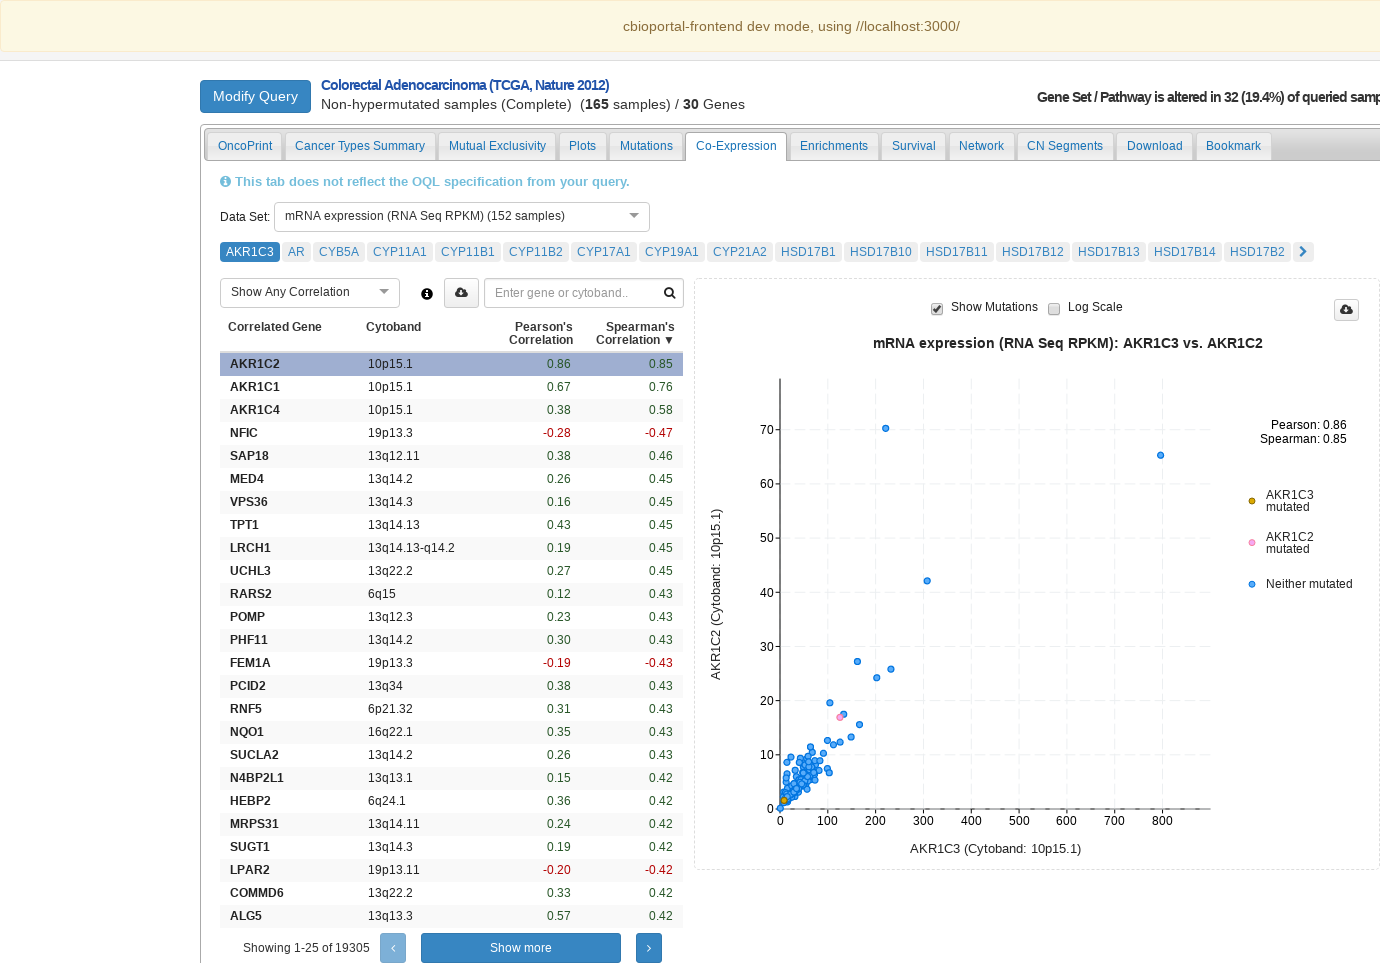 cbioportal-frontend dev mode, using //localhost:3000/
Modify Query
Colorectal Adenocarcinoma (TCGA, Nature 2012)
Non-hypermutated samples (Complete) (165 samples) / 30 Genes
Gene Set / Pathway is altered in 32 (19.4%) of queried
OncoPrint Cancer Types Summary Mutual Exclusivity Plots Mutations Co-Expression Enrichments Survival Network CN Segments Download Bookmark
This tab does not reflect the OQL specification from your query.
Data Set: mRNA expression (RNA Seq RPKM) (152 samples)
AKR1C3 AR CYB5A CYP11A1 CYP11B1 CYP11B2 CYP17A1 CYP19A1 CYP21A2 HSD17B1 HSD17B10 HSD17B11 HSD17B12 HSD17B13 HSD17B14 HSD17B2
Show Any Correlation
Enter gene or cytoband..
Correlated Gene Cytoband Pearson's Correlation Spearman's Correlation ▼
AKR1C2 10p15.1 0.86 0.85
AKR1C1 10p15.1 0.67 0.76
AKR1C4 10p15.1 0.38 0.58
NFIC 19p13.3 -0.28 -0.47
SAP18 13q12.11 0.38 0.46
MED4 13q14.2 0.26 0.45
VPS36 13q14.3 0.16 0.45
TPT1 13q14.13 0.43 0.45
LRCH1 13q14.13-q14.2 0.19 0.45
UCHL3 13q22.2 0.27 0.45
RARS2 6q15 0.12 0.43
POMP 13q12.3 0.23 0.43
PHF11 13q14.2 0.30 0.43
FEM1A 19p13.3 -0.19 -0.43
PCID2 13q34 0.38 0.43
RNF5 6p21.32 0.31 0.43
NQO1 16q22.1 0.35 0.43
SUCLA2 13q14.2 0.26 0.43
N4BP2L1 13q13.1 0.15 0.42
HEBP2 6q24.1 0.36 0.42
MRPS31 13q14.11 0.24 0.42
SUGT1 13q14.3 0.19 0.42
LPAR2 19p13.11 -0.20 -0.42
COMMD6 13q22.2 0.33 0.42
ALG5 13q13.3 0.57 0.42
Showing 1-25 of 19305
Show more
Show Mutations Log Scale
mRNA expression (RNA Seq RPKM): AKR1C3 vs. AKR1C2
Pearson: 0.86
Spearman: 0.85
AKR1C3
mutated
AKR1C2
mutated
Neither mutated
AKR1C2 (Cytoband: 10p15.1)
70
60
50
40
30
20
10
0
0 100 200 300 400 500 600 700 800
AKR1C3 (Cytoband: 10p15.1)